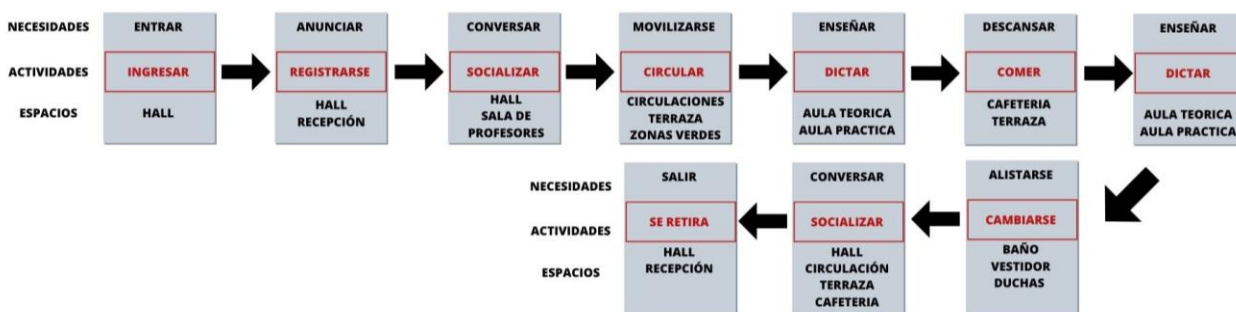 NECESIDADES ENTRAR ANUNCIAR CONVERSAR MOVILIZARSE ENSEÑAR DESCANSAR ENSEÑAR
ACTIVIDADES INGRESAR REGISTRARSE SOCIALIZAR CIRCULAR DICTAR COMER DICTAR
ESPACIOS
HALL
HALL
RECEPCIÓN
HALL
SALA DE
PROFESORES
CIRCULACIONES
TERRAZA
ZONAS VERDES
AULA TEORICA
AULA PRACTICA
CAFETERIA
TERRAZA
AULA TEORICA
AULA PRACTICA
NECESIDADES SALIR CONVERSAR ALISTARSE
ACTIVIDADES SE RETIRA SOCIALIZAR CAMBIARSE
ESPACIOS
HALL
RECEPCIÓN
HALL
CIRCULACIÓN
TERRAZA
CAFETERIA
BAÑO
VESTIDOR
DUCHAS